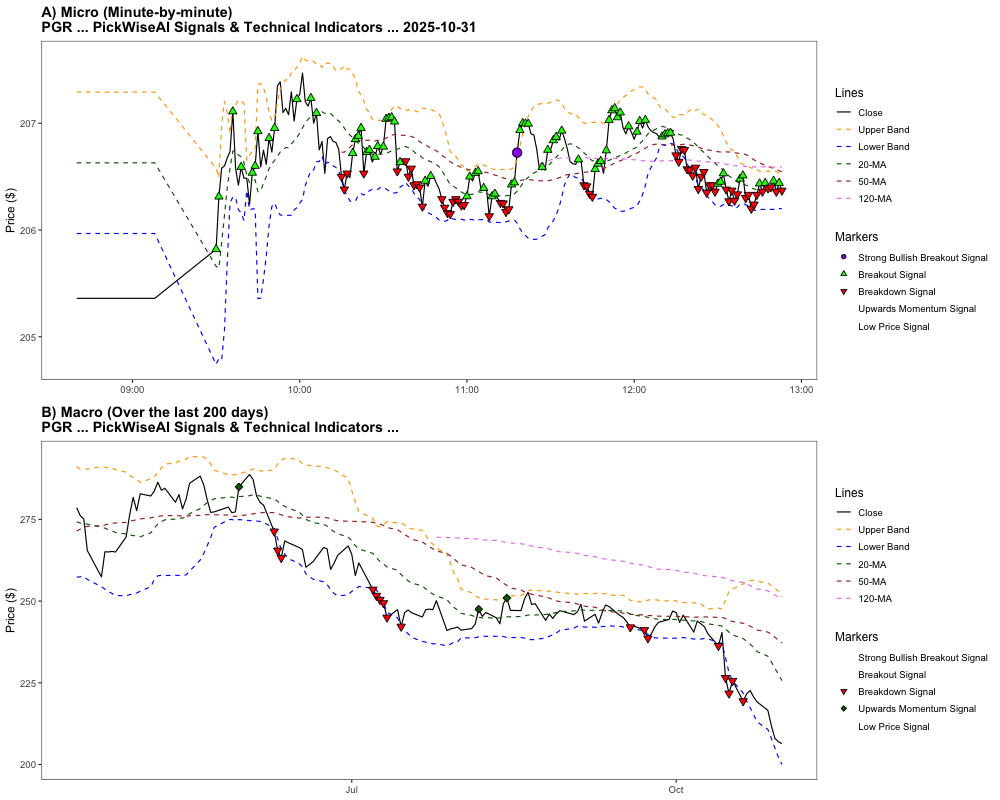 A) Micro (Minute-by-minute)
PGR ... PickWiseAI Signals & Technical Indicators ... 2025-10-31
Price ($)
207
206
205
09:00
10:00
11:00
12:00
13:00
Lines
Close
Upper Band
Lower Band
20-MA
50-MA
120-MA
Markers
Strong Bullish Breakout Signal
Breakout Signal
Breakdown Signal
Upwards Momentum Signal
Low Price Signal
B) Macro (Over the last 200 days)
PGR ... PickWiseAI Signals & Technical Indicators ...
Price ($)
275
250
225
200
Jul
Oct
Lines
Close
Upper Band
Lower Band
20-MA
50-MA
120-MA
Markers
Strong Bullish Breakout Signal
Breakout Signal
Breakdown Signal
Upwards Momentum Signal
Low Price Signal